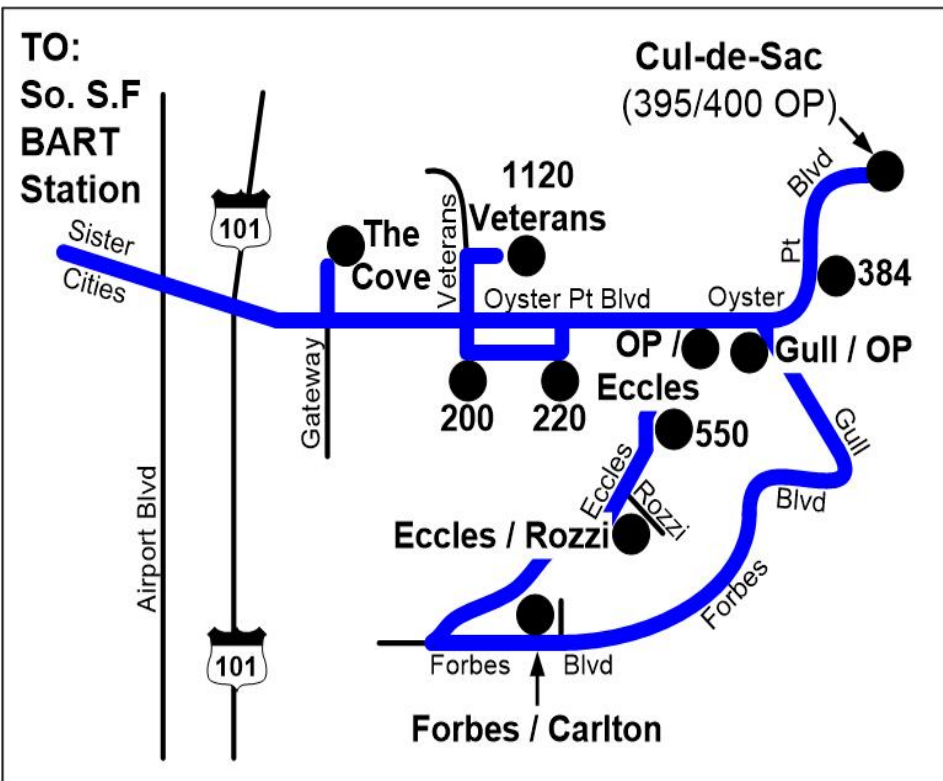 TO:
So. S.F
BART
Station
Cul-de-Sac
(395/400 OP)
101
Sister
Cities
The
Cove
Veterans
1120
Veterans
Blvd
Pt
384
Oyster Pt Blvd
Oyster
Gateway
200
220
OP /
Eccles
Gull / OP
550
Gull
Eccles
Rozzi
Blvd
Eccles / Rozzi
Airport Blvd
Forbes
101
Forbes
Blvd
Forbes / Carlton